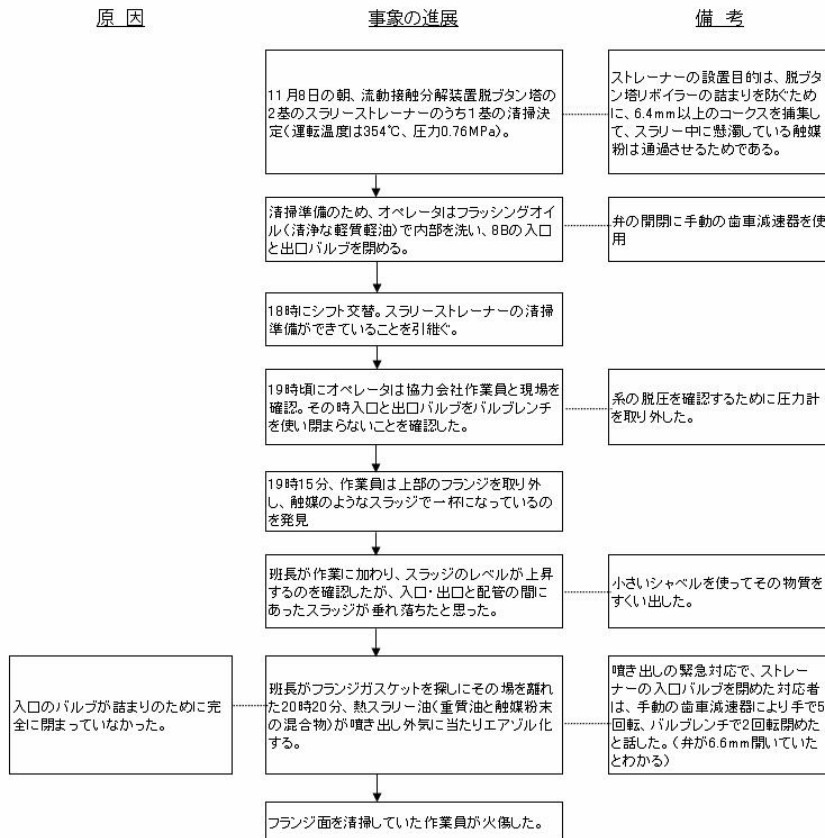 原 因
事象の進展
備 考
11月8日の朝、流動接触分解装置脱ブタン塔の
2基のスラリーストレーナーのうち1基の清掃決
定(運転温度は354℃、圧力0.76MPa)。
ストレーナーの設置目的は、脱ブタ
ン塔リボイラーの詰まりを防ぐため
に、6.4mm以上のコークスを捕集し
て、スラリー中に懸濁している触媒
粉は通過させるためである。
清掃準備のため、オペレータはフラッシングオイ
ル(清浄な軽質軽油)で内部を洗い、8Bの入口
と出口バルブを閉める。
弁の開閉に手動の歯車減速器を使
用
18時にシフト交替。スラリーストレーナーの清掃
準備ができていることを引継ぐ。
19時頃にオペレータは協力会社作業員と現場を
確認。その時入口と出口バルブをバルブレンチ
を使い閉まらないことを確認した。
系の脱圧を確認するために圧力計
を取り外した。
19時15分、作業員は上部のフランジを取り外
し、触媒のようなスラッジで一杯になっているの
を発見
班長が作業に加わり、スラッジのレベルが上昇
するのを確認したが、入口・出口と配管の間に
あったスラッジが垂れ落ちたと思った。
小さいシャベルを使ってその物質を
すくい出した。
入口のバルブが詰まりのために完
全に閉まっていなかった。
班長がフランジガスケットを探しにその場を離れ
た20時20分、熱スラリー油(重質油と触媒粉末
の混合物)が噴き出し外気に当たりエアゾル化
する。
噴き出しの緊急対応で、ストレー
ナーの入口バルブを閉めた対応者
は、手動の歯車減速器により手で5
回転、バルブレンチで2回転閉めた
と話した。(弁が6.6mm開いていた
とわかる)
フランジ面を清掃していた作業員が火傷した。